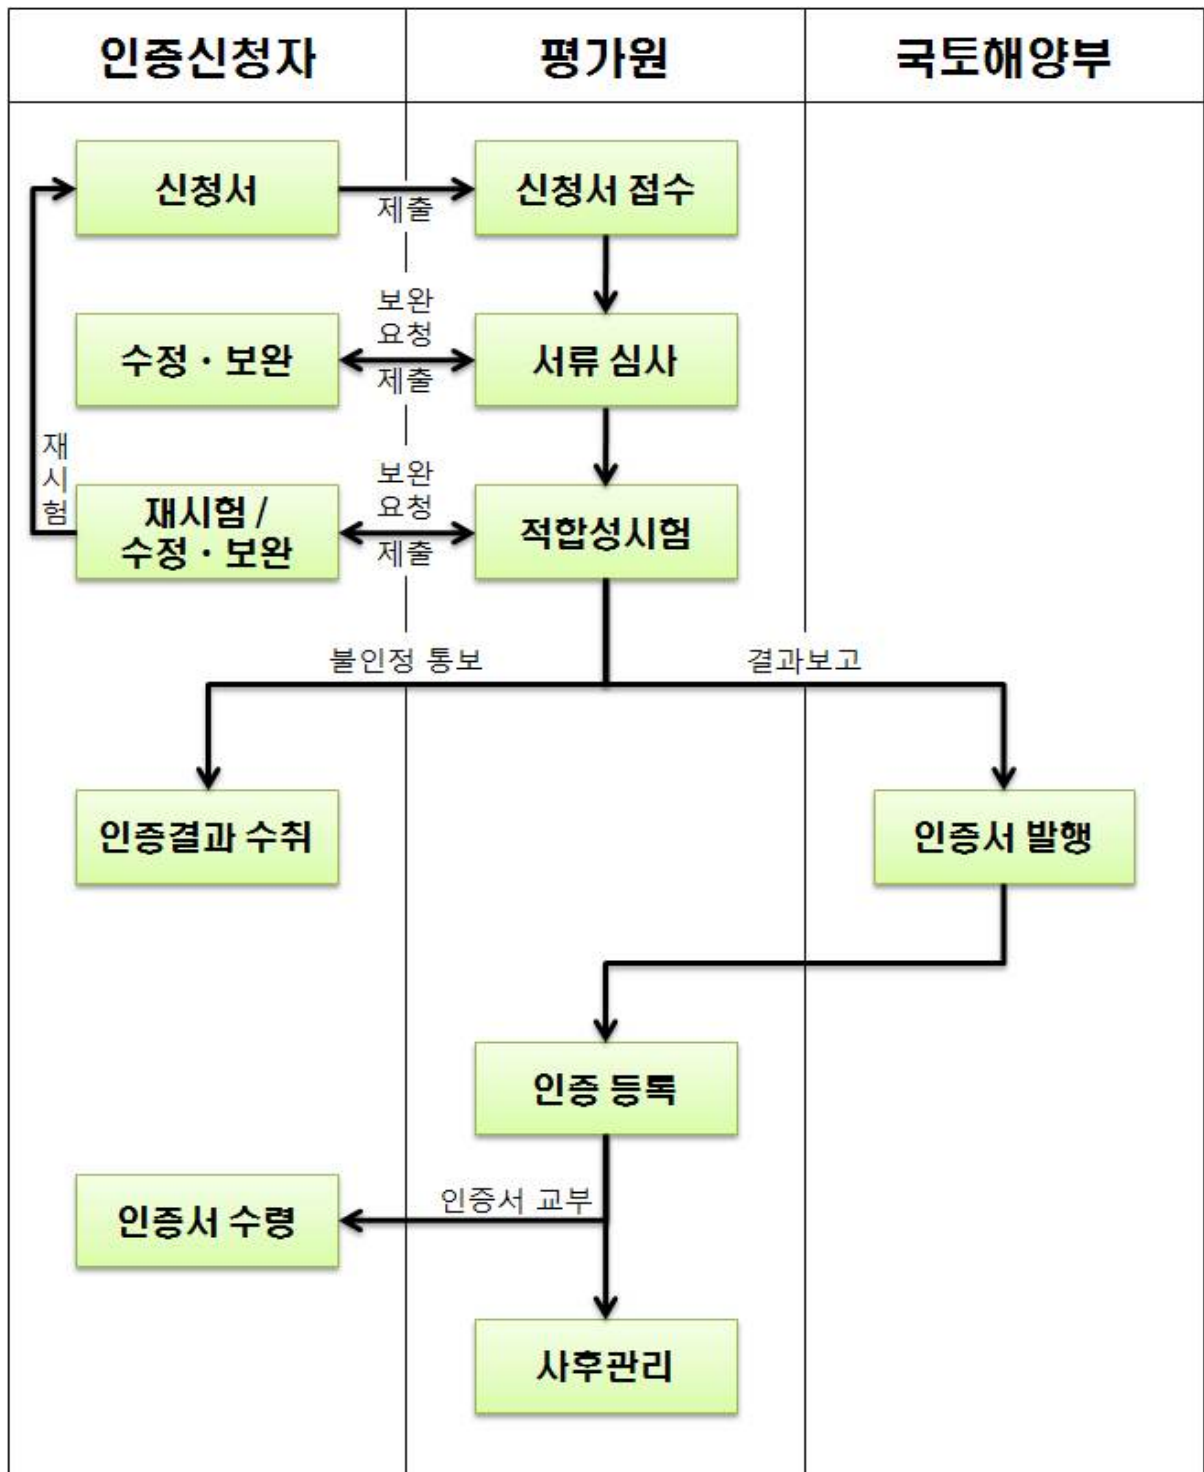 인증신청자
평가원
국토해양부
신청서
제출
신청서 접수
수정 · 보완
보완
요청
제출
서류 심사
재
시
험
재시험 /
수정 · 보완
보완
요청
제출
적합성시험
불인정 통보
결과보고
인증결과 수취
인증서 발행
인증 등록
인증서 교부
인증서 수령
사후관리